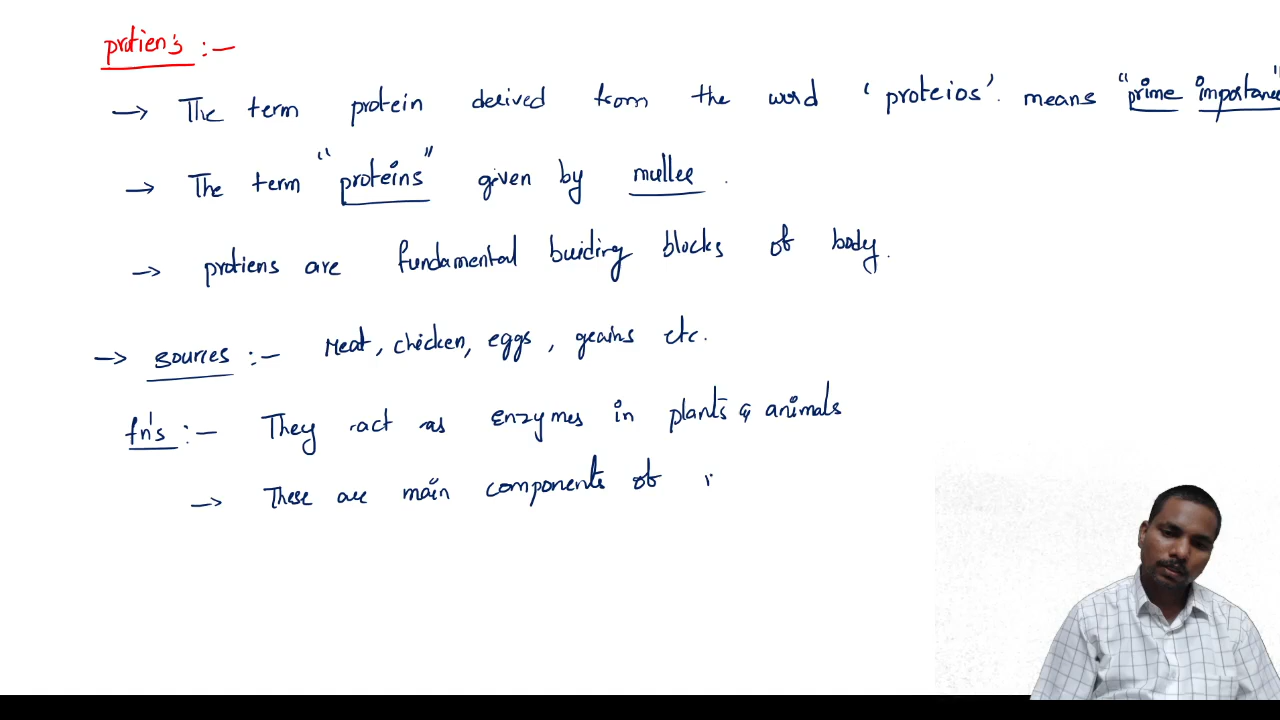 protien's :-
→ The term protein derived from the word 'proteios'. means "prime importance"
→ The term "proteins" given by mullee.
→ protiens are fundamental building blocks of body.
→ sources :- Meat, chicken, eggs, grains etc.
fn's :- They act as enzymes in plants & animals
→ These are main components of